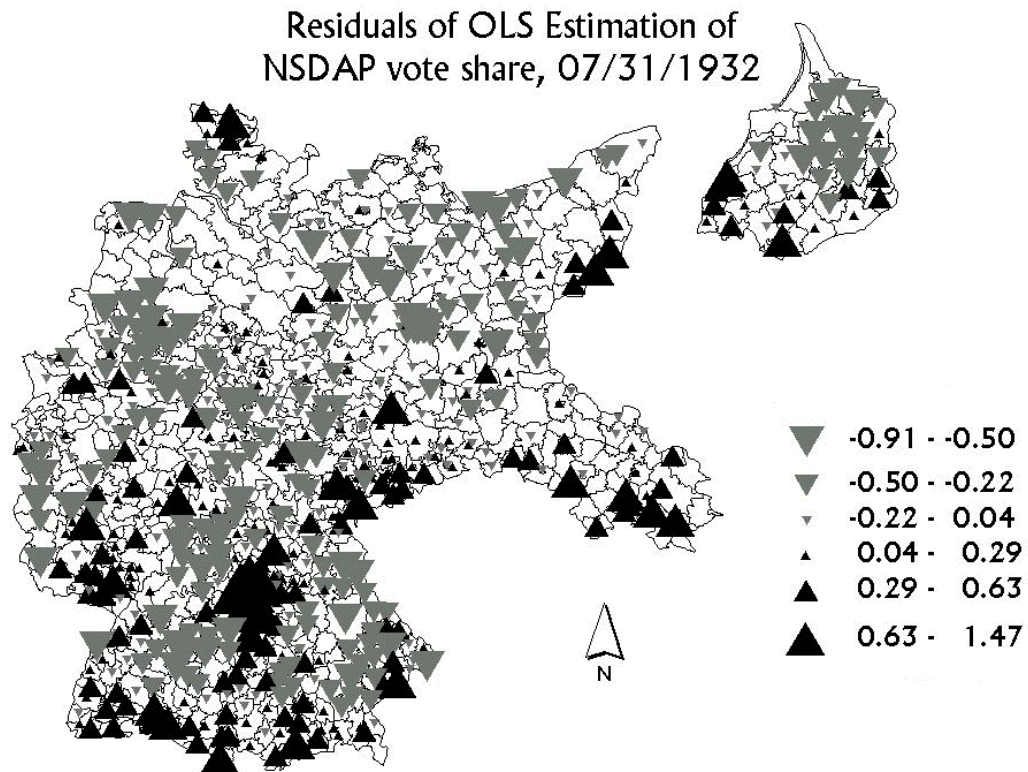 Residuals of OLS Estimation of
NSDAP vote share, 07/31/1932
-0.91 - -0.50
-0.50 - -0.22
-0.22 - 0.04
0.04 - 0.29
0.29 - 0.63
0.63 - 1.47
N